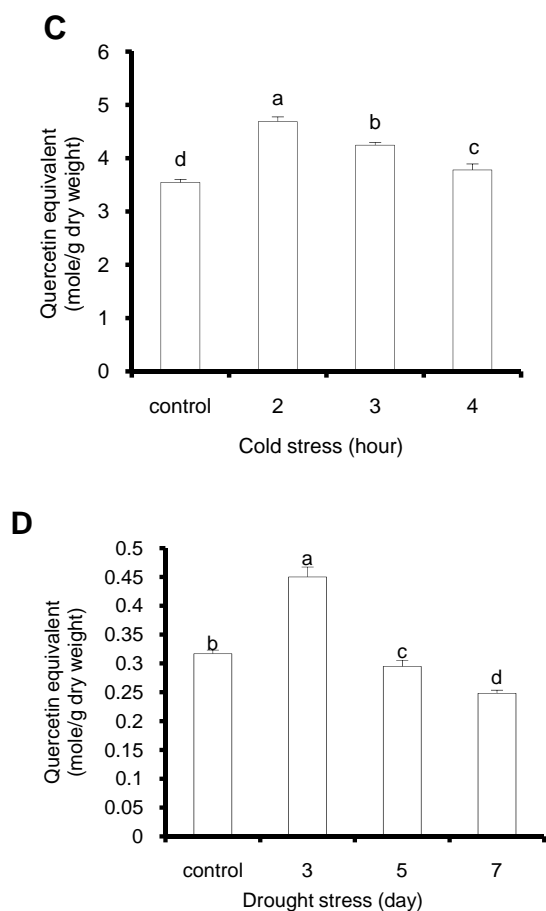 C
Quercetin equivalent
(mole/g dry weight)
6
5
4
3
2
1
0
d
a
b
c
control 2 3 4
Cold stress (hour)
D
Quercetin equivalent
(mole/g dry weight)
0.5
0.45
0.4
0.35
0.3
0.25
0.2
0.15
0.1
0.05
0
b
a
c
d
control 3 5 7
Drought stress (day)